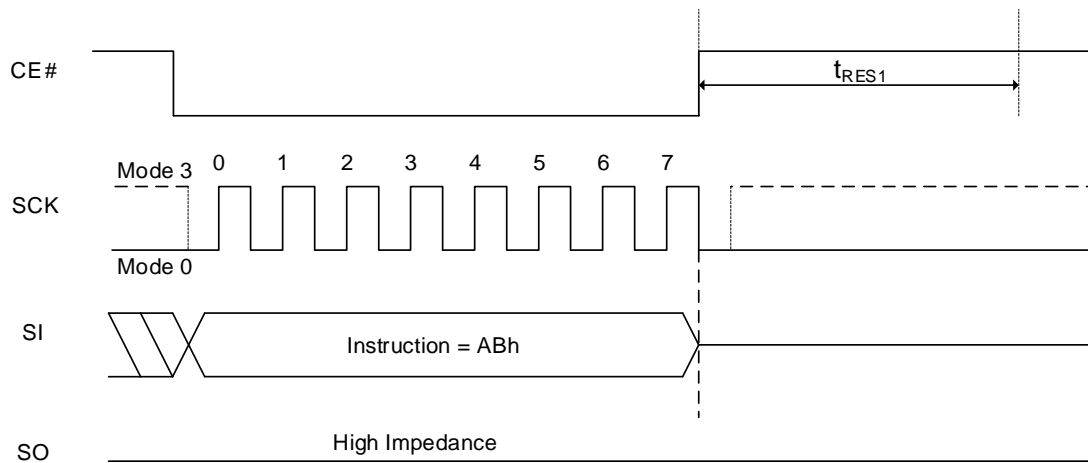 CE#
tRES1
Mode 3
0 1 2 3 4 5 6 7
SCK
Mode 0
SI
Instruction = ABh
High Impedance
SO